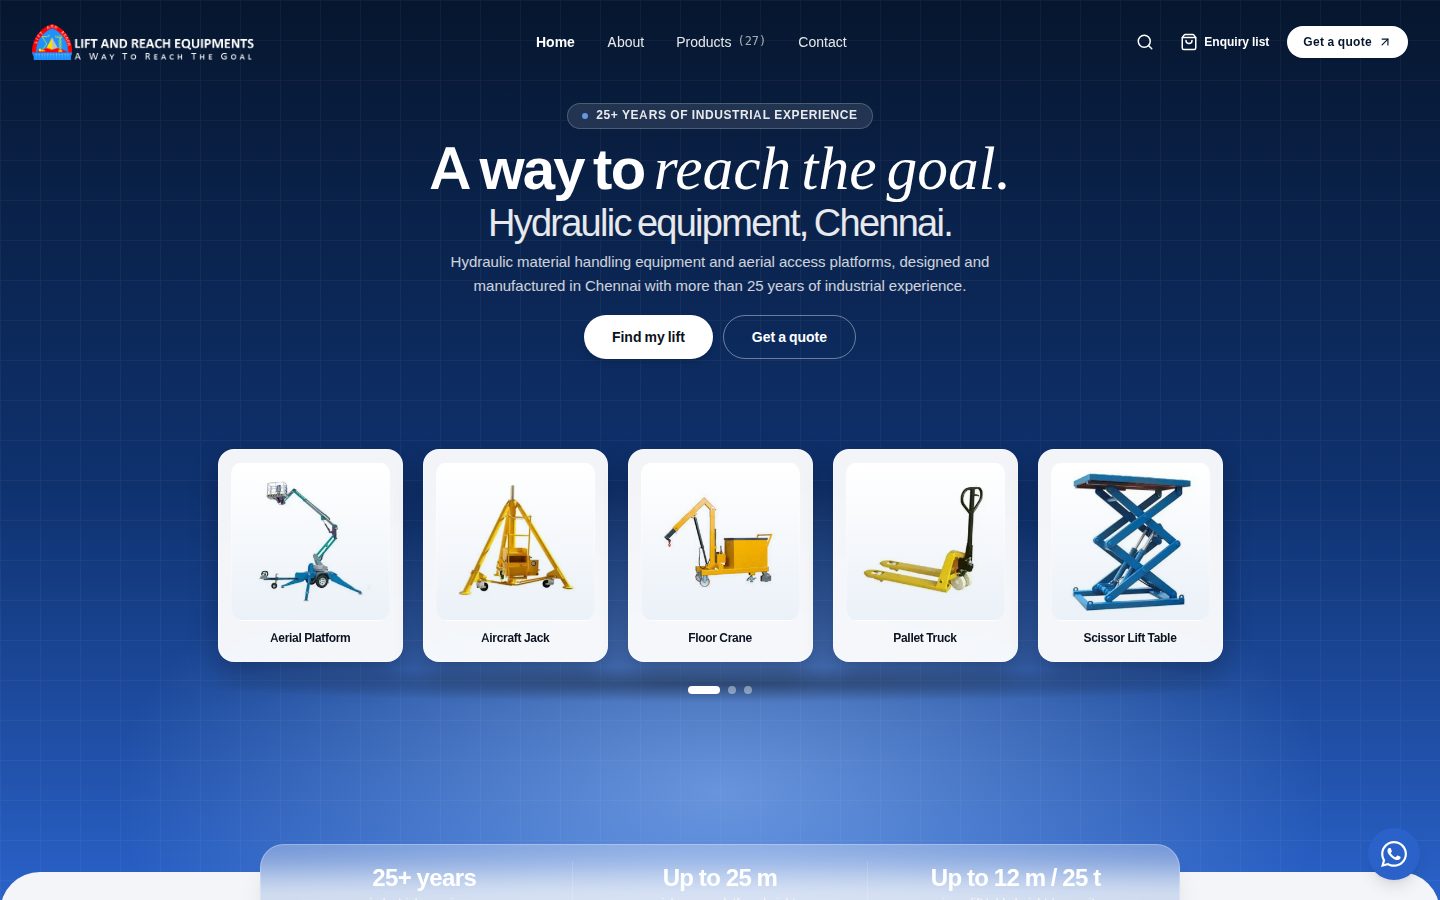 LIFT AND REACH EQUIPMENTS
A WAY TO REACH THE GOAL
Home
About
Products (27)
Contact
Enquiry list
Get a quote
25+ YEARS OF INDUSTRIAL EXPERIENCE
A way to reach the goal.
Hydraulic equipment, Chennai.
Hydraulic material handling equipment and aerial access platforms, designed and
manufactured in Chennai with more than 25 years of industrial experience.
Find my lift
Get a quote
Aerial Platform
Aircraft Jack
Floor Crane
Pallet Truck
Scissor Lift Table
25+ years
Up to 25 m
Up to 12 m / 25 t